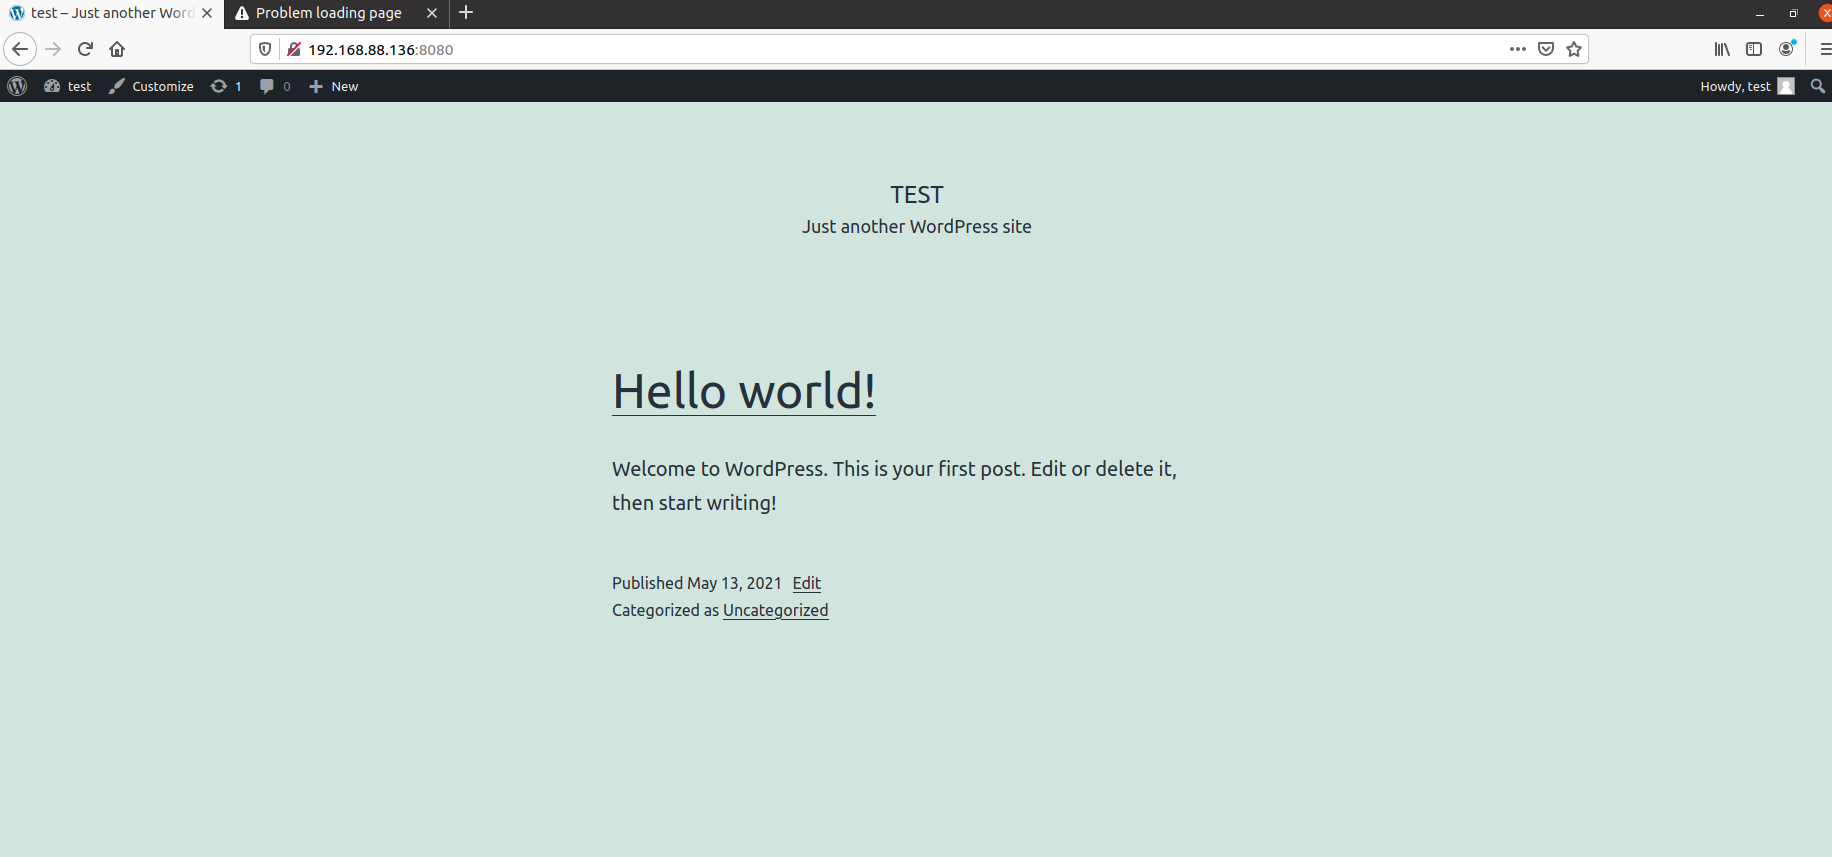 test – Just another Word
Problem loading page
192.168.88.136:8080
test Customize 1 0 New Howdy, test
TEST
Just another WordPress site
Hello world!
Welcome to WordPress. This is your first post. Edit or delete it,
then start writing!
Published May 13, 2021 Edit
Categorized as Uncategorized